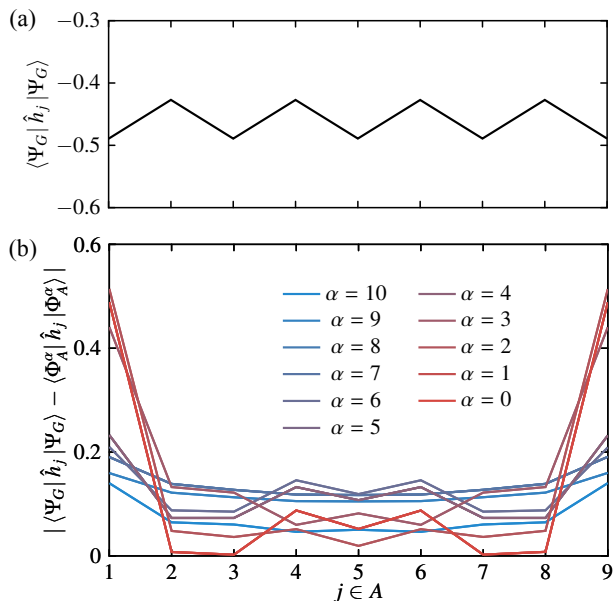 (a)
⟨Ψ_G| ĥ_j |Ψ_G⟩
−0.3
−0.4
−0.5
−0.6
(b)
| ⟨Ψ_G| ĥ_j |Ψ_G⟩ − ⟨Φ_A^α| ĥ_j |Φ_A^α⟩ |
0.6
0.4
0.2
0
α = 10
α = 9
α = 8
α = 7
α = 6
α = 5
α = 4
α = 3
α = 2
α = 1
α = 0
1 2 3 4 5 6 7 8 9
j ∈ A